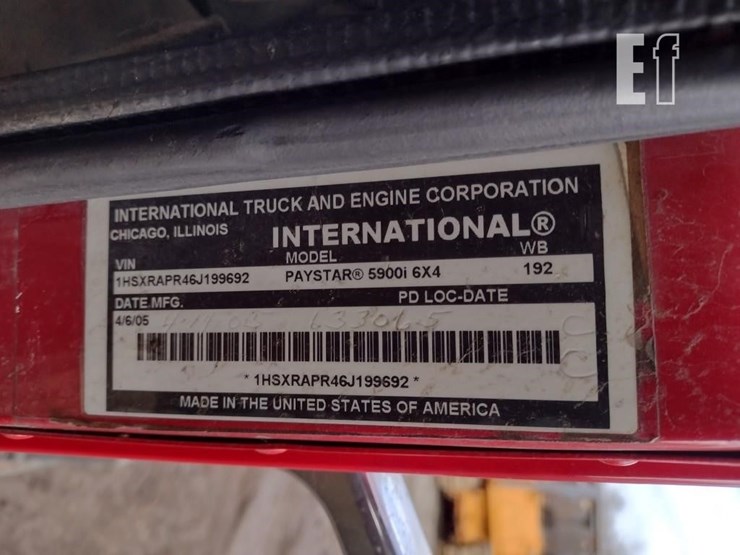 Ef
INTERNATIONAL TRUCK AND ENGINE CORPORATION
CHICAGO, ILLINOIS
INTERNATIONAL®
VIN
MODEL
WB
1HSXRAPR46J199692
PAYSTAR® 5900i 6X4
192
DATE MFG.
PD LOC-DATE
4/6/05
* 1HSXRAPR46J199692 *
MADE IN THE UNITED STATES OF AMERICA